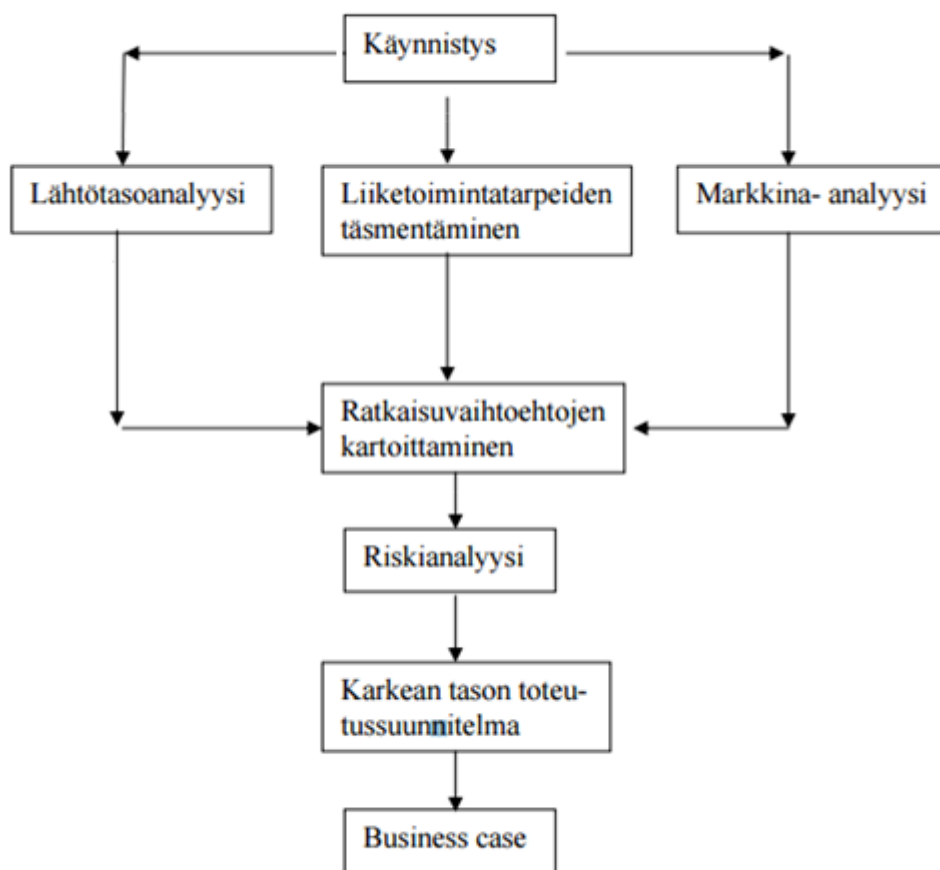 Käynnistys
Lähtötasoanalyysi
Liiketoimintatarpeiden
täsmentäminen
Markkina- analyysi
Ratkaisuvaihtoehtojen
kartoittaminen
Riskianalyysi
Karkean tason toteu-
tussuunnitelma
Business case